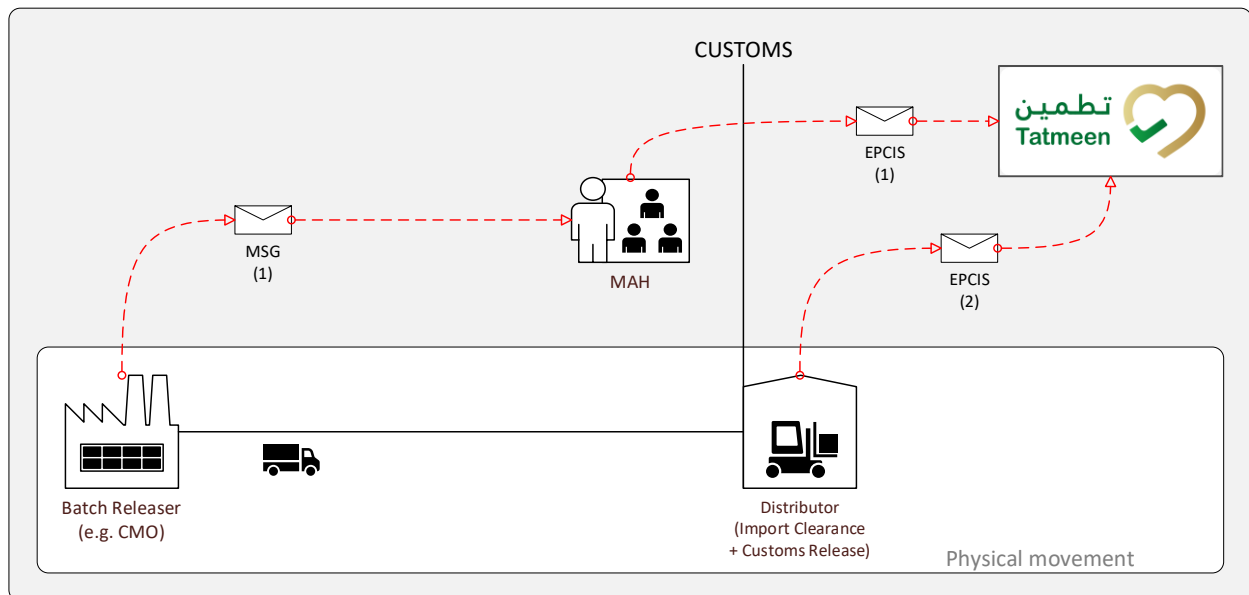 CUSTOMS
تطمين
Tatmeen
EPCIS
(1)
MSG
(1)
MAH
EPCIS
(2)
Batch Releaser
(e.g. CMO)
Distributor
(Import Clearance
+ Customs Release)
Physical movement